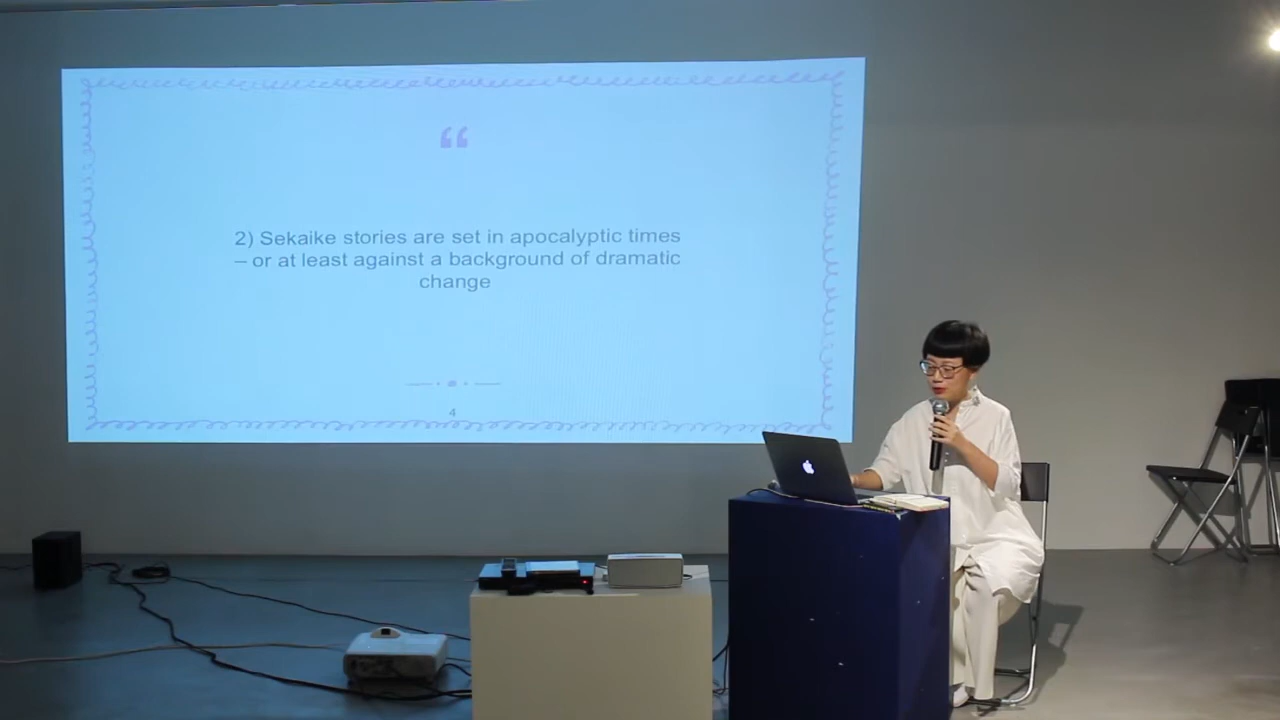 “
2) Sekaike stories are set in apocalyptic times
– or at least against a background of dramatic
change
4